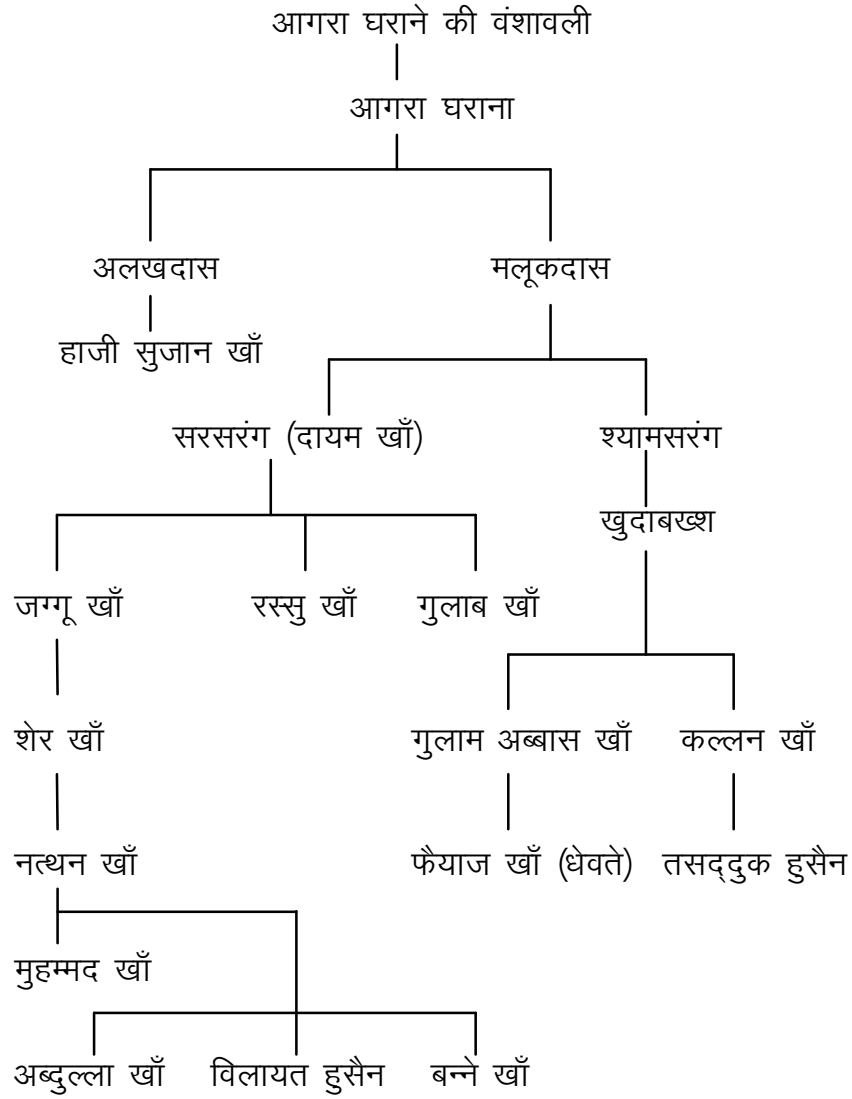 आगरा घराने की वंशावली
आगरा घराना
अलखदास मलूकदास
हाजी सुजान खाँ
सरसरंग (दायम खाँ) श्यामसरंग
खुदाबख्श
जग्गू खाँ रस्सु खाँ गुलाब खाँ
शेर खाँ गुलाम अब्बास खाँ कल्लन खाँ
नत्थन खाँ फैयाज खाँ (धेवते) तसद्‌दुक हुसैन
मुहम्मद खाँ
अब्दुल्ला खाँ विलायत हुसैन बन्ने खाँ